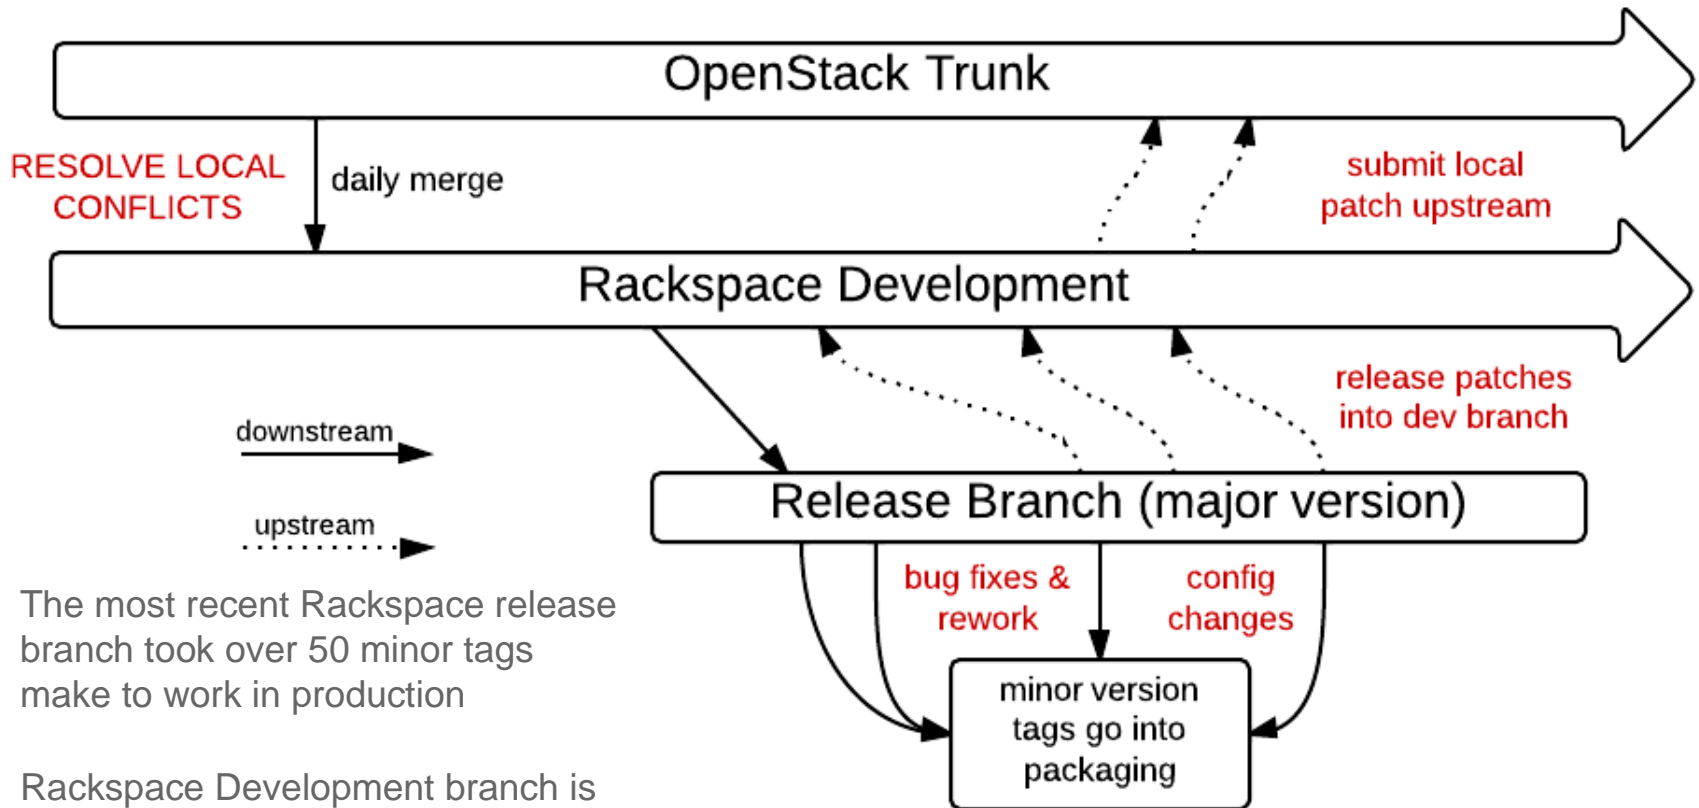 OpenStack Trunk
RESOLVE LOCAL
CONFLICTS
daily merge
submit local
patch upstream
Rackspace Development
release patches
into dev branch
downstream
upstream
Release Branch (major version)
bug fixes &
rework
config
changes
The most recent Rackspace release
branch took over 50 minor tags
make to work in production
minor version
tags go into
packaging
Rackspace Development branch is